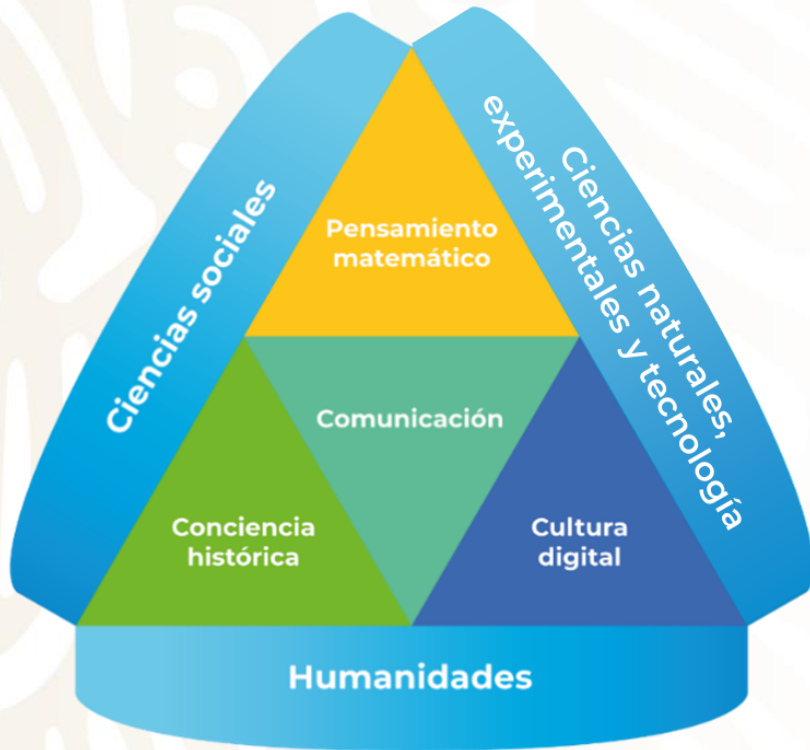 Ciencias sociales
Ciencias naturales,
experimentales y tecnología
Pensamiento
matemático
Comunicación
Conciencia
histórica
Cultura
digital
Humanidades